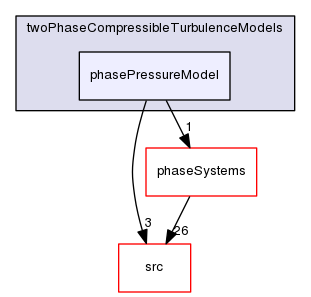 twoPhaseCompressibleTurbulenceModels
phasePressureModel
1
phaseSystems
3
26
src